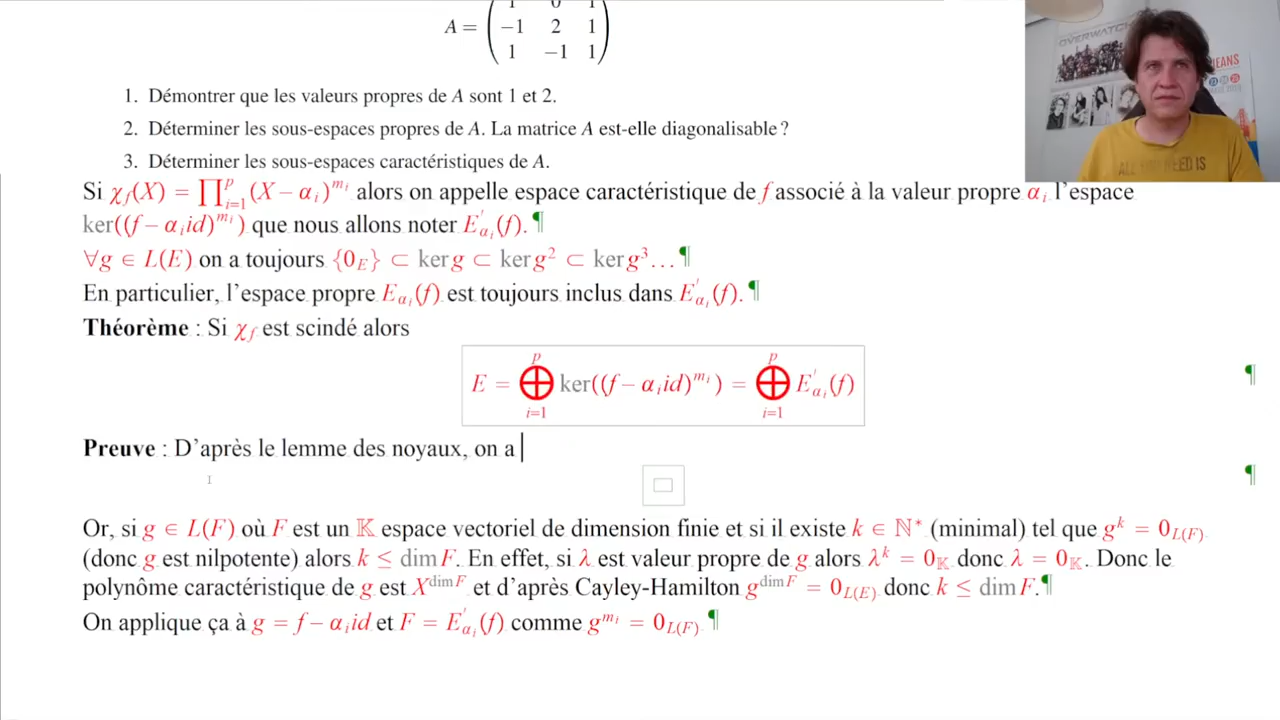 A = ( 1 0 1
−1 2 1
1 −1 1 )
OVERWATCH
JEANS
ALL NEED IS
1. Démontrer que les valeurs propres de A sont 1 et 2.
2. Déterminer les sous-espaces propres de A. La matrice A est-elle diagonalisable ?
3. Déterminer les sous-espaces caractéristiques de A.
Si χ_f(X) = ∏_{i=1}^{p} (X − α_i)^{m_i} alors on appelle espace caractéristique de f associé à la valeur propre α_i l'espace
ker((f − α_i id)^{m_i}) que nous allons noter E'_{α_i}(f). ¶
∀g ∈ L(E) on a toujours {0_E} ⊂ ker g ⊂ ker g² ⊂ ker g³… ¶
En particulier, l'espace propre E_{α_i}(f) est toujours inclus dans E'_{α_i}(f). ¶
Théorème : Si χ_f est scindé alors
E = ⊕_{i=1}^{p} ker((f − α_i id)^{m_i}) = ⊕_{i=1}^{p} E'_{α_i}(f) ¶
Preuve : D'après le lemme des noyaux, on a
¶
Or, si g ∈ L(F) où F est un 𝕂 espace vectoriel de dimension finie et si il existe k ∈ ℕ* (minimal) tel que g^k = 0_{L(F)}
(donc g est nilpotente) alors k ≤ dim F. En effet, si λ est valeur propre de g alors λ^k = 0_𝕂 donc λ = 0_𝕂. Donc le
polynôme caractéristique de g est X^{dim F} et d'après Cayley-Hamilton g^{dim F} = 0_{L(E)} donc k ≤ dim F. ¶
On applique ça à g = f − α_i id et F = E'_{α_i}(f) comme g^{m_i} = 0_{L(F)} ¶